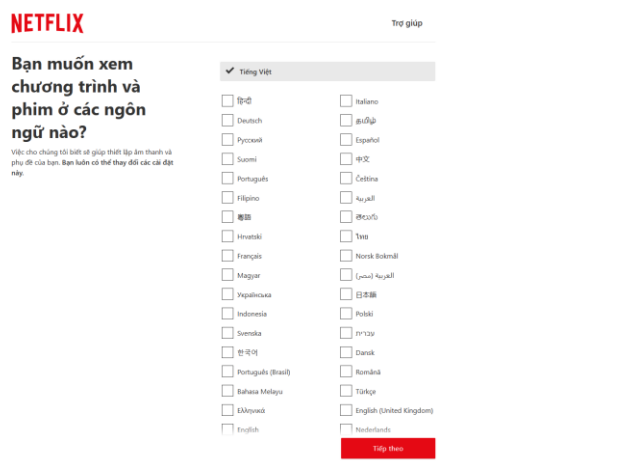 NETFLIX
Trợ giúp
Bạn muốn xem
chương trình và
phim ở các ngôn
ngữ nào?
Việc cho chúng tôi biết sẽ giúp thiết lập âm thanh và
phụ đề của bạn. Bạn luôn có thể thay đổi các cài đặt
này.
Tiếng Việt
हिन्दी
Italiano
Deutsch
தமிழ்
Русский
Español
Suomi
中文
Português
Čeština
Filipino
العربية
粵語
తెలుగు
Hrvatski
ไทย
Français
Norsk Bokmål
Magyar
العربية (مصر)
Українська
日本語
Indonesia
Polski
Svenska
עברית
한국어
Dansk
Português (Brasil)
Română
Bahasa Melayu
Türkçe
Ελληνικά
English (United Kingdom)
English
Nederlands
Tiếp theo